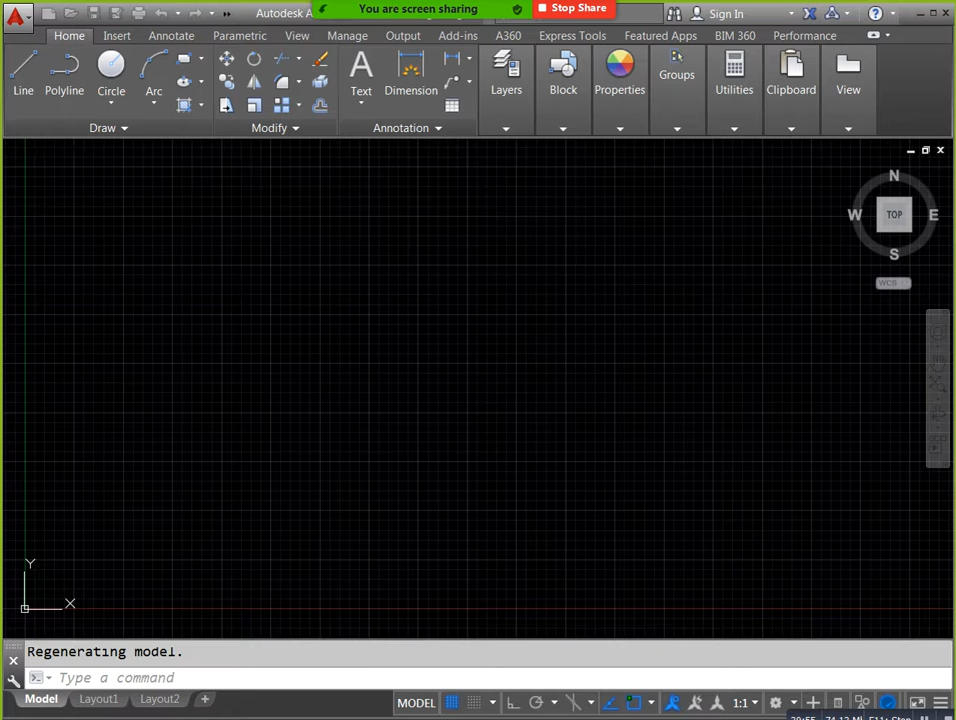 You are screen sharing
Stop Share
Autodesk A
Sign In
Home Insert Annotate Parametric View Manage Output Add-ins A360 Express Tools Featured Apps BIM 360 Performance
Line Polyline Circle Arc Text Dimension Layers Block Properties Groups Utilities Clipboard View
Draw Modify Annotation
N
W TOP E
S
WCS
Y
X
Regenerating model.
Type a command
Model Layout1 Layout2 + MODEL 1:1